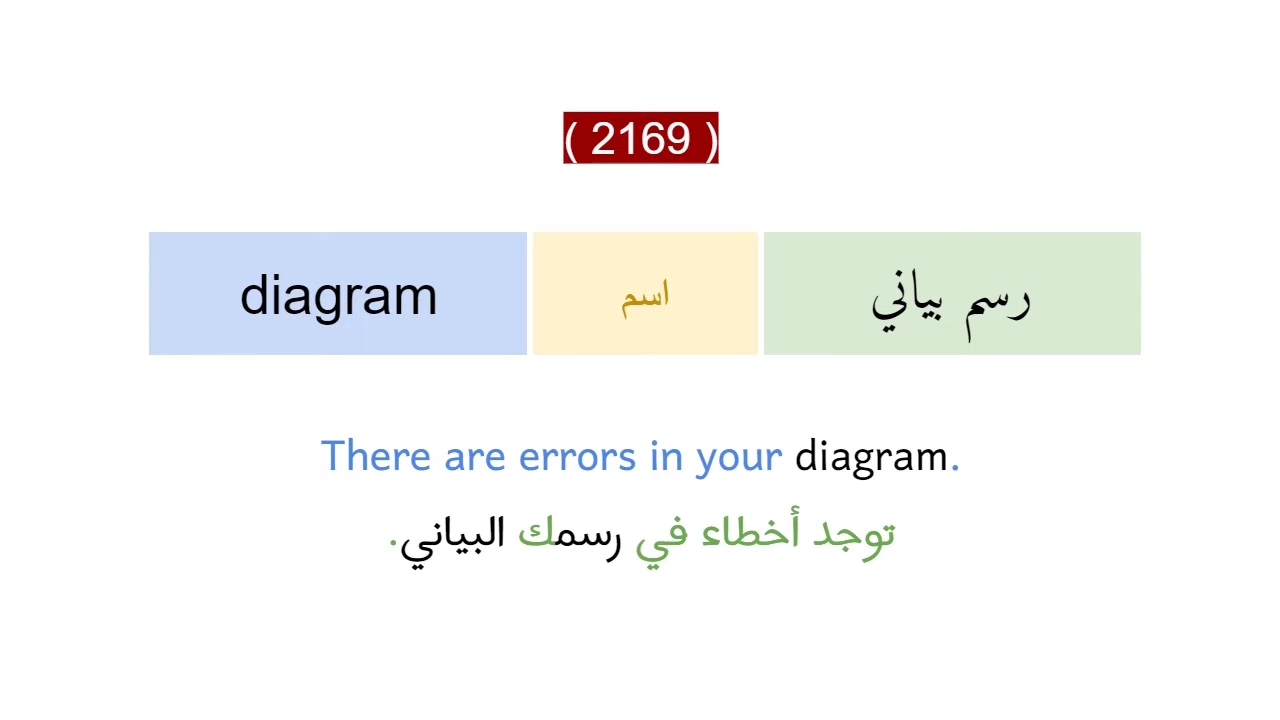 ( 2169 )
diagram اسم رسم بياني
There are errors in your diagram.
توجد أخطاء في رسمك البياني.